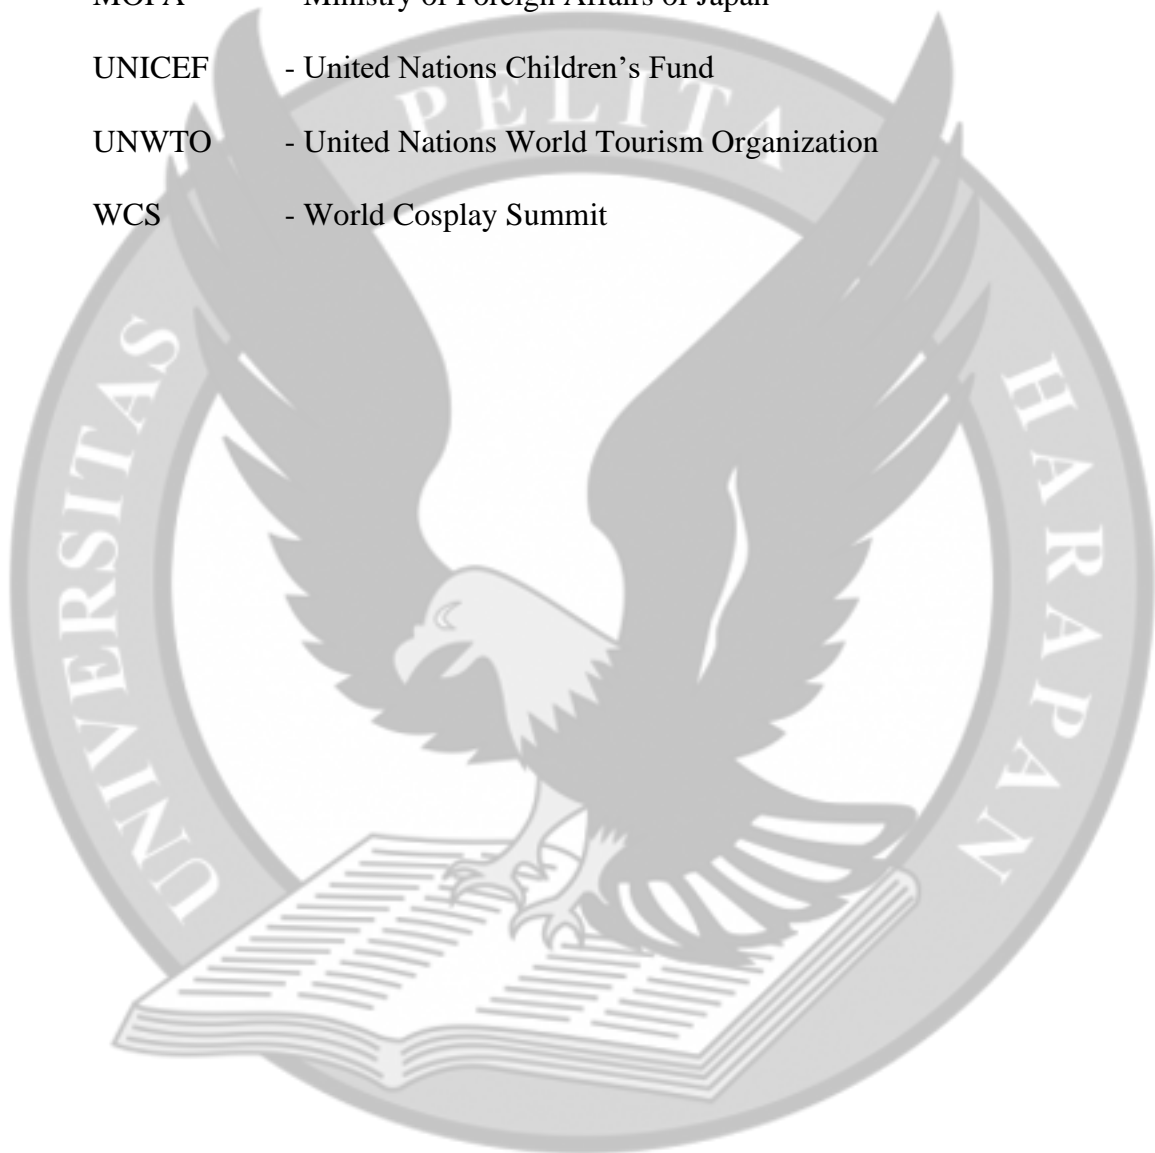 MOFA - Ministry of Foreign Affairs of Japan
UNICEF - United Nations Children’s Fund
UNWTO - United Nations World Tourism Organization
WCS - World Cosplay Summit
UNIVERSITAS PELITA HARAPAN